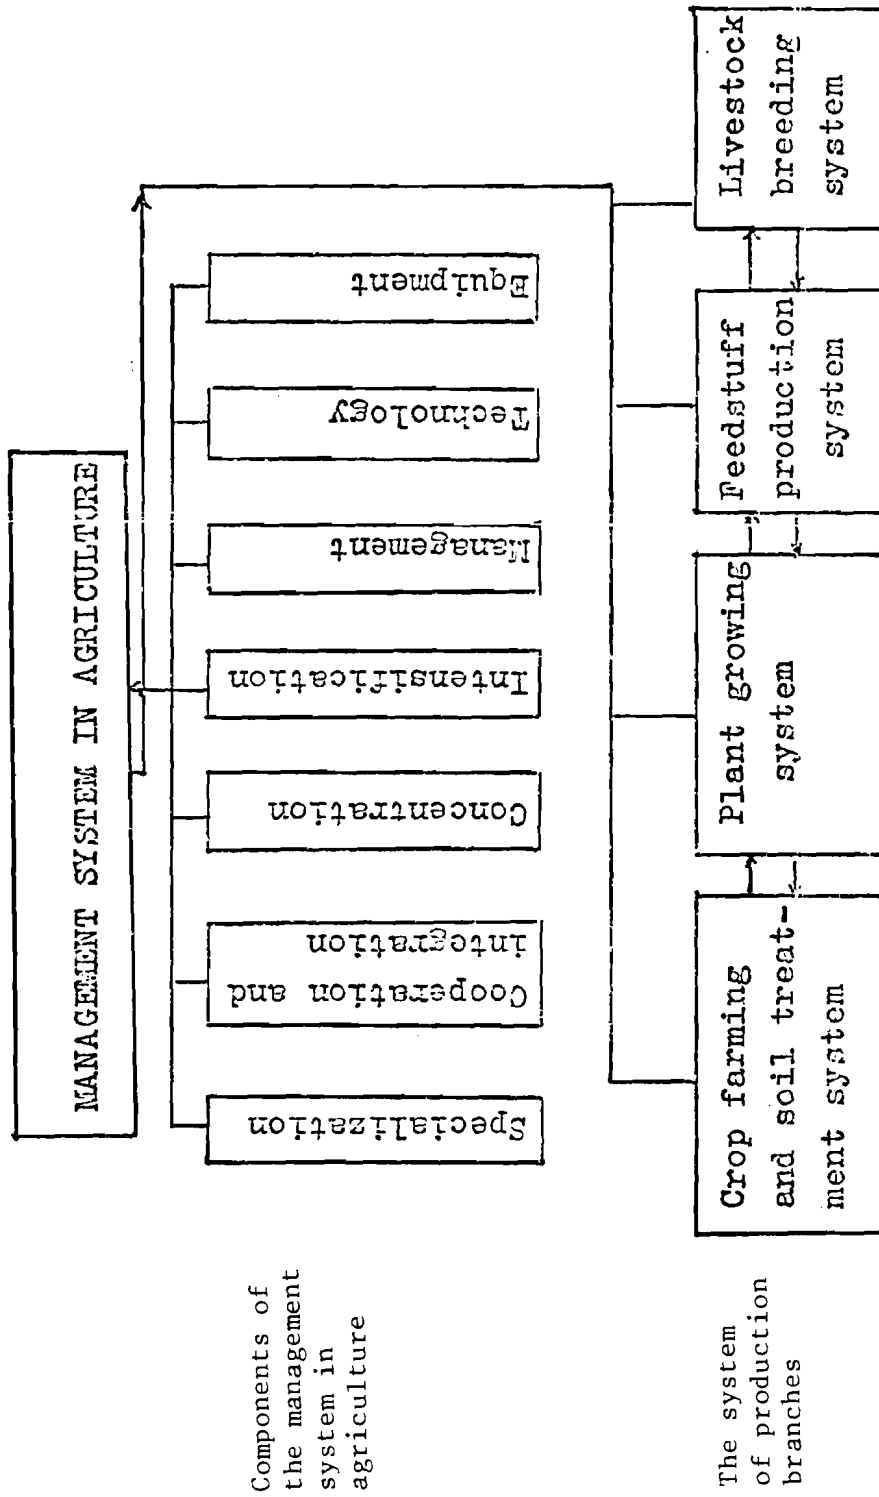 MANAGEMENT SYSTEM IN AGRICULTURE
Components of
the management
system in
agriculture
Specialization
Cooperation and
integration
Concentration
Intensification
Management
Technology
Equipment
The system
of production
branches
Crop farming
and soil treat-
ment system
Plant growing
system
Feedstuff
production
system
Livestock
breeding
system